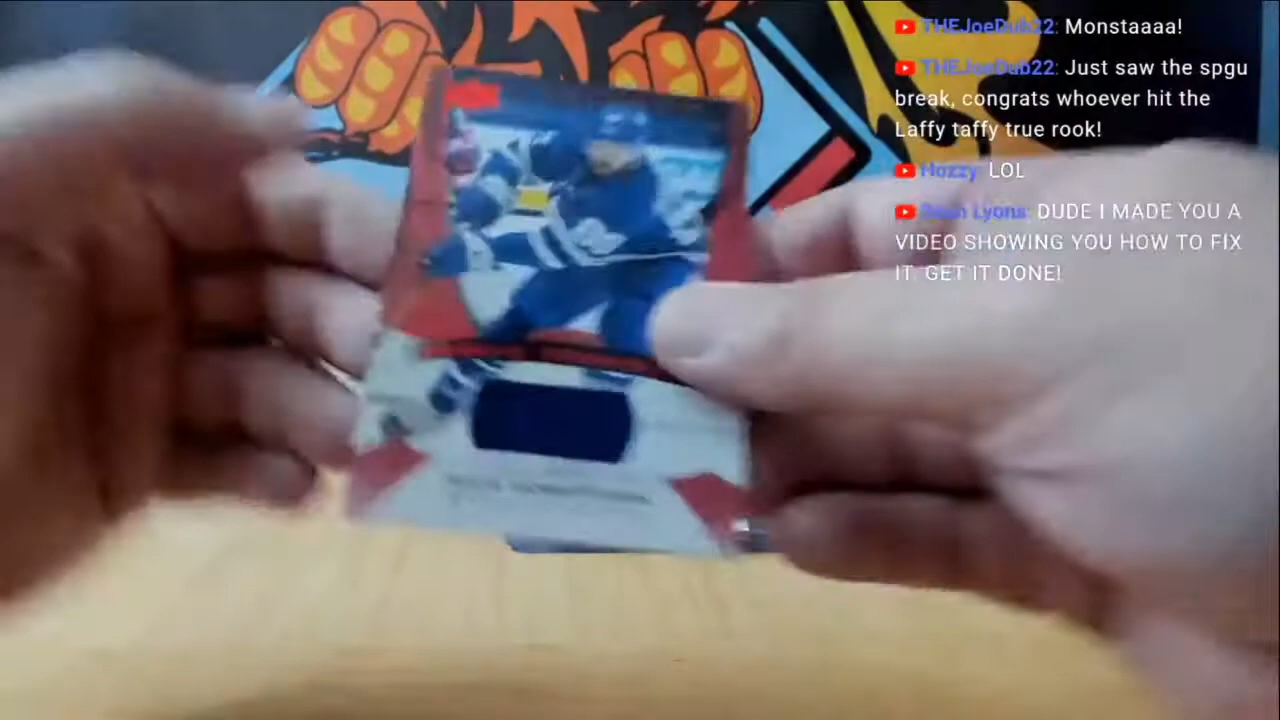 THEJoeDub22: Monstaaaa!
THEJoeDub22: Just saw the spgu
break, congrats whoever hit the
Laffy taffy true rook!
Hozzy: LOL
Lyons: DUDE I MADE YOU A
VIDEO SHOWING YOU HOW TO FIX
IT. GET IT DONE!